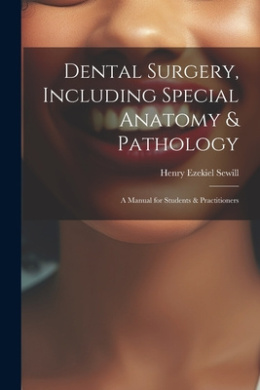 Dental Surgery,
Including Special
Anatomy &
Pathology
Henry Ezekiel Sewill
A Manual for Students & Practitioners